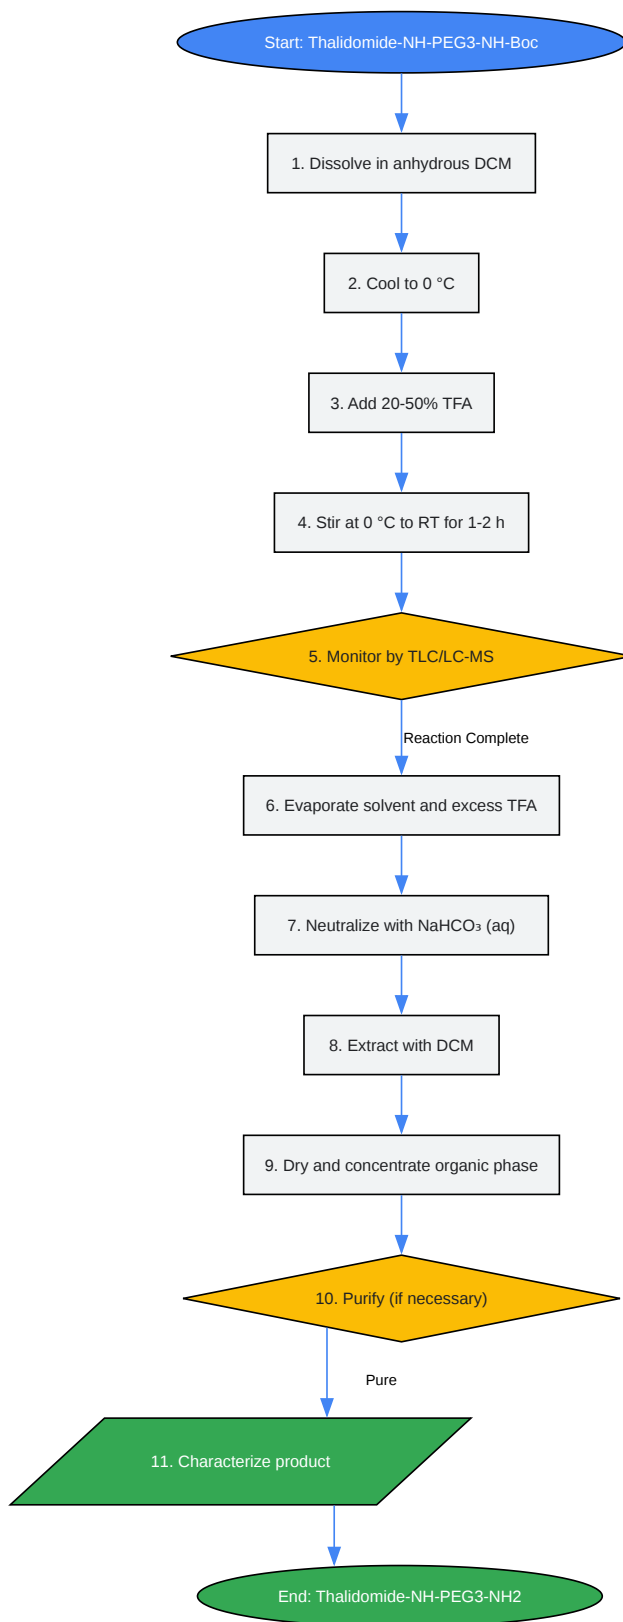 Start: Thalidomide-NH-PEG3-NH-Boc
1. Dissolve in anhydrous DCM
2. Cool to 0 °C
3. Add 20-50% TFA
4. Stir at 0 °C to RT for 1-2 h
5. Monitor by TLC/LC-MS
Reaction Complete
6. Evaporate solvent and excess TFA
7. Neutralize with NaHCO₃ (aq)
8. Extract with DCM
9. Dry and concentrate organic phase
10. Purify (if necessary)
Pure
11. Characterize product
End: Thalidomide-NH-PEG3-NH2